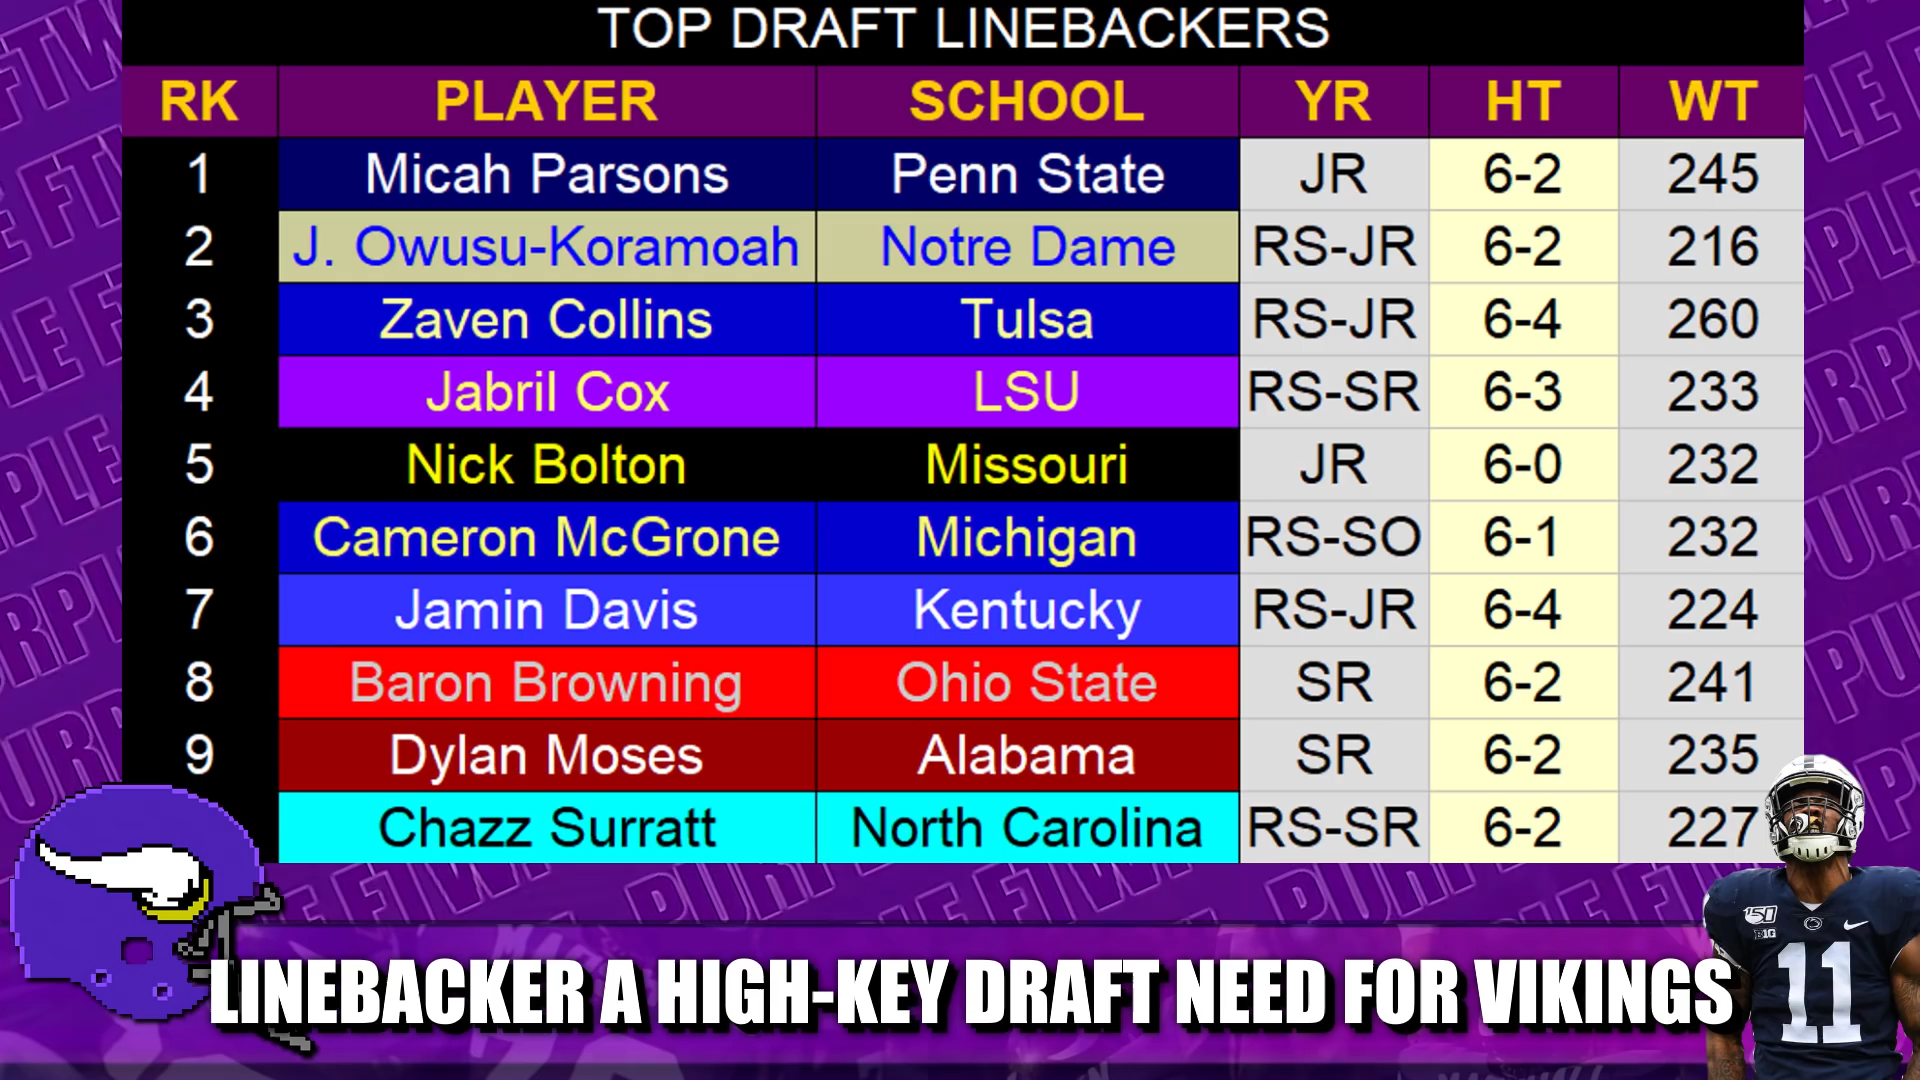 TOP DRAFT LINEBACKERS
RK PLAYER SCHOOL YR HT WT
1 Micah Parsons Penn State JR 6-2 245
2 J. Owusu-Koramoah Notre Dame RS-JR 6-2 216
3 Zaven Collins Tulsa RS-JR 6-4 260
4 Jabril Cox LSU RS-SR 6-3 233
5 Nick Bolton Missouri JR 6-0 232
6 Cameron McGrone Michigan RS-SO 6-1 232
7 Jamin Davis Kentucky RS-JR 6-4 224
8 Baron Browning Ohio State SR 6-2 241
9 Dylan Moses Alabama SR 6-2 235
Chazz Surratt North Carolina RS-SR 6-2 227
LINEBACKER A HIGH-KEY DRAFT NEED FOR VIKINGS
150
B1G
11